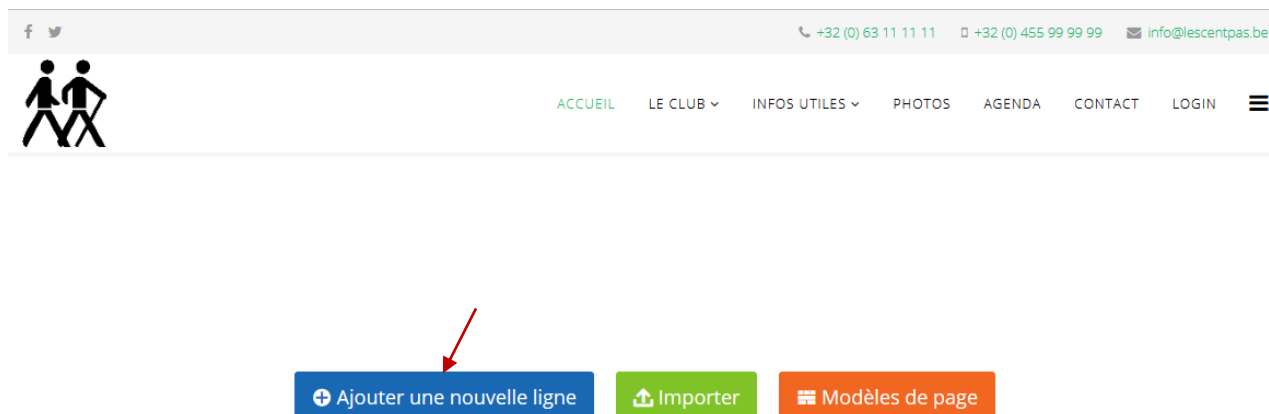 +32 (0) 63 11 11 11 +32 (0) 455 99 99 99 info@lescentpas.be
ACCUEIL LE CLUB INFOS UTILES PHOTOS AGENDA CONTACT LOGIN
Ajouter une nouvelle ligne Importer Modèles de page